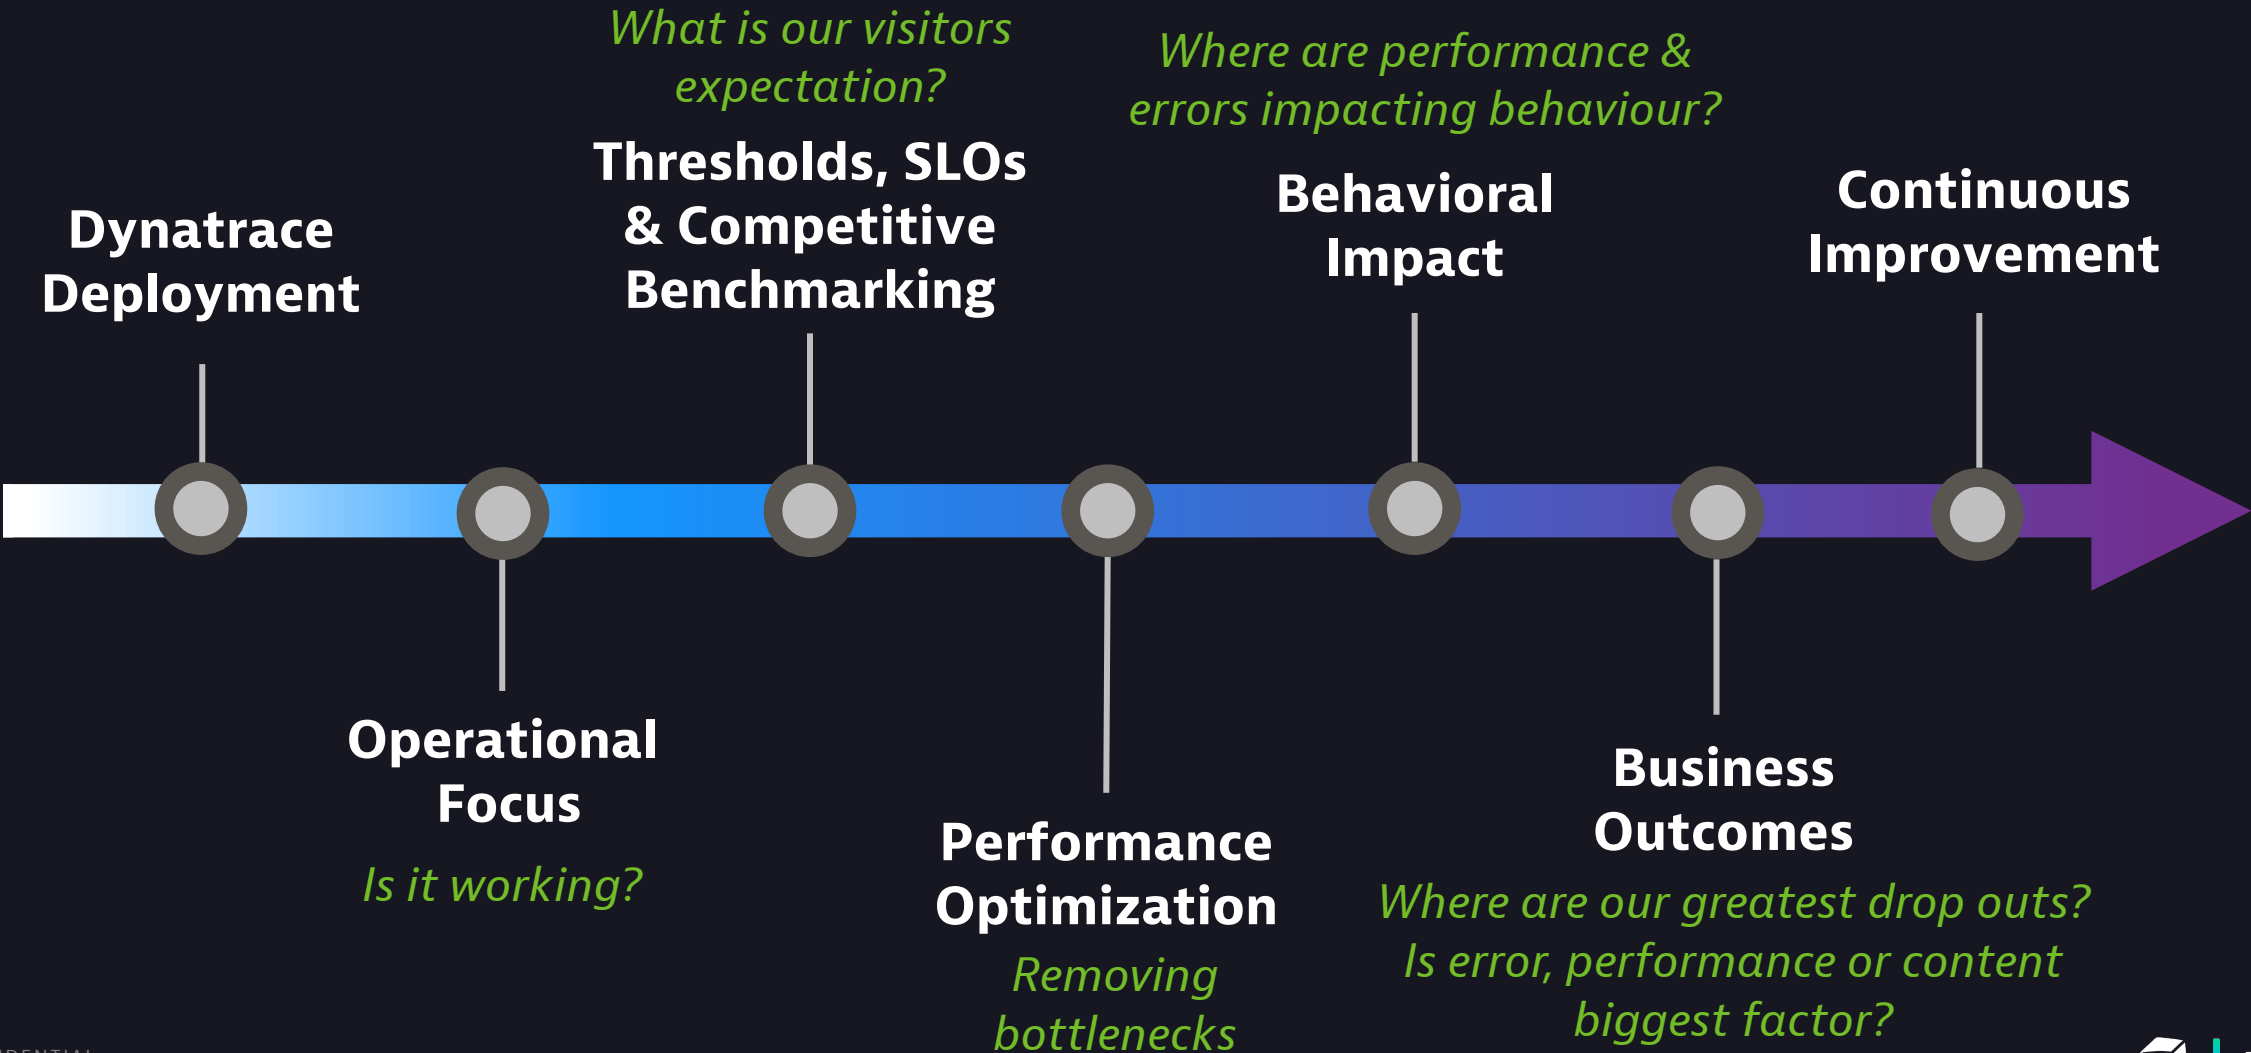 What is our visitors
expectation?
Thresholds, SLOs
& Competitive
Benchmarking
Where are performance &
errors impacting behaviour?
Behavioral
Impact
Continuous
Improvement
Dynatrace
Deployment
Operational
Focus
Is it working?
Performance
Optimization
Removing
bottlenecks
Business
Outcomes
Where are our greatest drop outs?
Is error, performance or content
biggest factor?